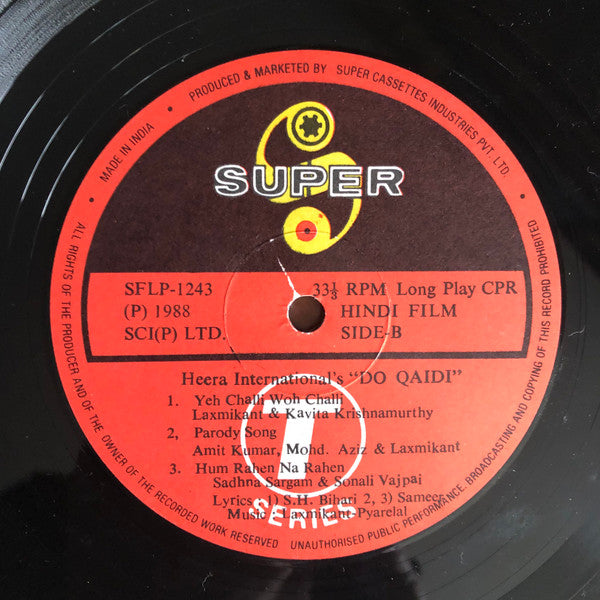 PRODUCED & MARKETED BY SUPER CASSETTES INDUSTRIES PVT. LTD.
MADE IN INDIA
SUPER
SFLP-1243
(P) 1988
SCI(P) LTD.
33⅓ RPM Long Play CPR
HINDI FILM
SIDE-B
Heera International's "DO QAIDI"
1. Yeh Challi Woh Challi
Laxmikant & Kavita Krishnamurthy
2, Parody Song
Amit Kumar, Mohd. Aziz & Laxmikant
3. Hum Rahen Na Rahen
Sadhna Sargam & Sonali Vajpai
Lyrics : 1) S.H. Bihari 2, 3) Sameer
Music : Laxmikant-Pyarelal
T
SERIES
ALL RIGHTS OF THE PRODUCER AND OF THE OWNER OF THE RECORDED WORK RESERVED
UNAUTHORISED PUBLIC PERFORMANCE, BROADCASTING AND COPYING OF THIS RECORD PROHIBITED